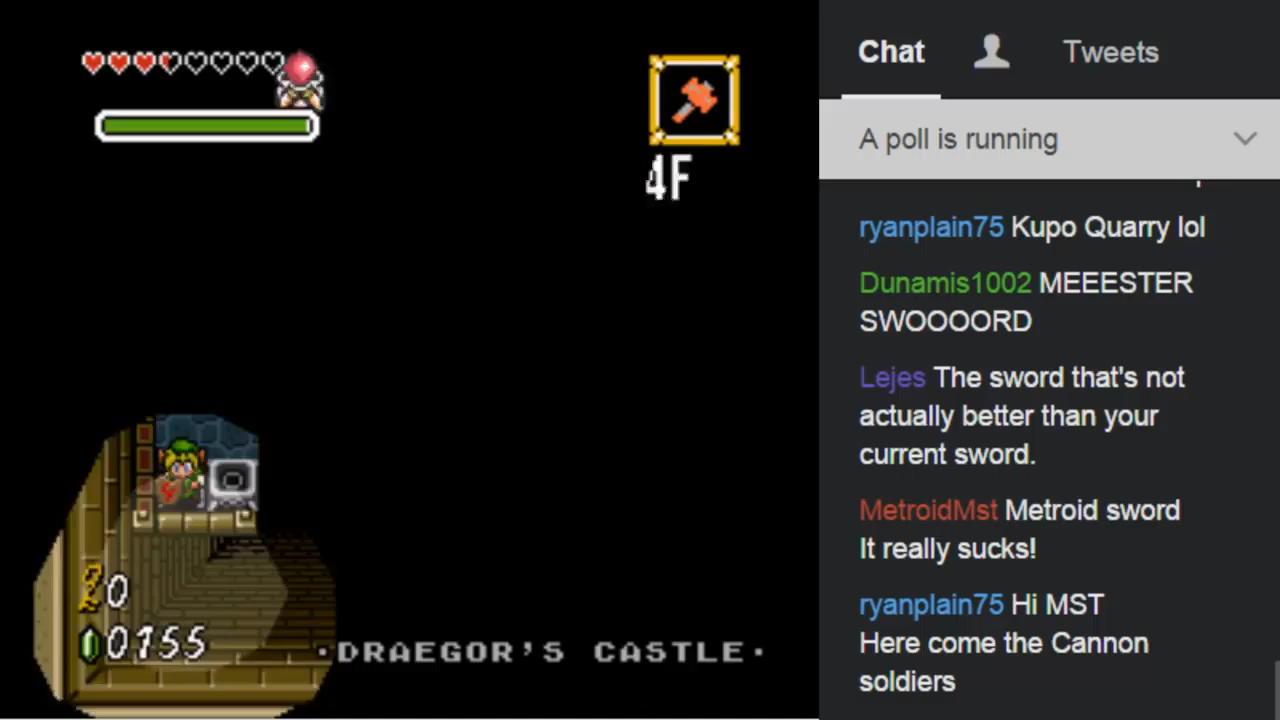 4F
0
0755
·DRAEGOR'S CASTLE·
Chat
Tweets
A poll is running
ryanplain75 Kupo Quarry lol
Dunamis1002 MEEESTER
SWOOOORD
Lejes The sword that's not
actually better than your
current sword.
MetroidMst Metroid sword
It really sucks!
ryanplain75 Hi MST
Here come the Cannon
soldiers